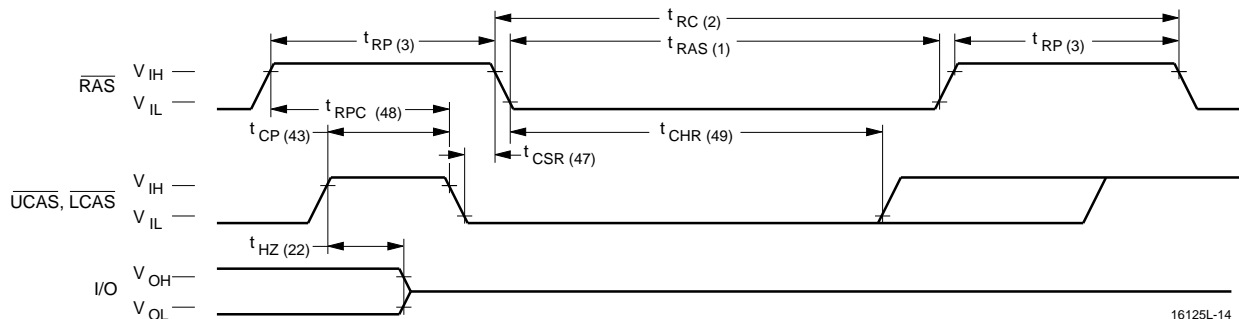 t RC (2)
t RP (3)
t RAS (1)
t RP (3)
RAS
V IH
V IL
t RPC (48)
t CP (43)
t CHR (49)
t CSR (47)
UCAS, LCAS
V IH
V IL
t HZ (22)
I/O
V OH
V OL
16125L-14